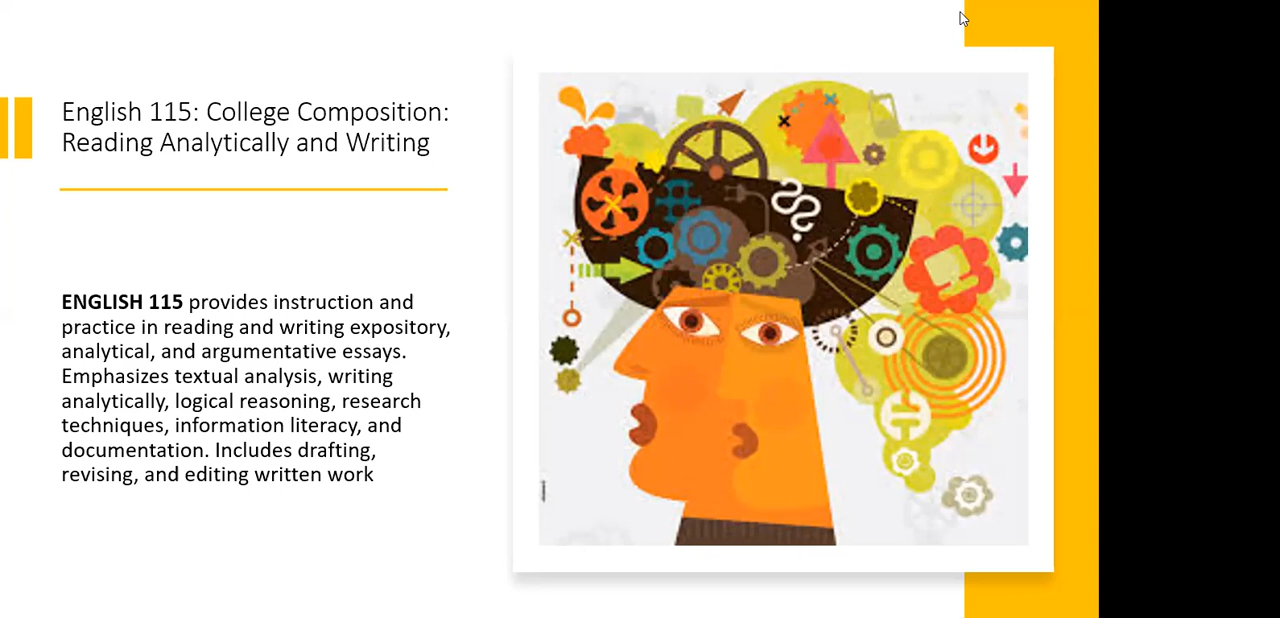 English 115: College Composition:
Reading Analytically and Writing
ENGLISH 115 provides instruction and
practice in reading and writing expository,
analytical, and argumentative essays.
Emphasizes textual analysis, writing
analytically, logical reasoning, research
techniques, information literacy, and
documentation. Includes drafting,
revising, and editing written work